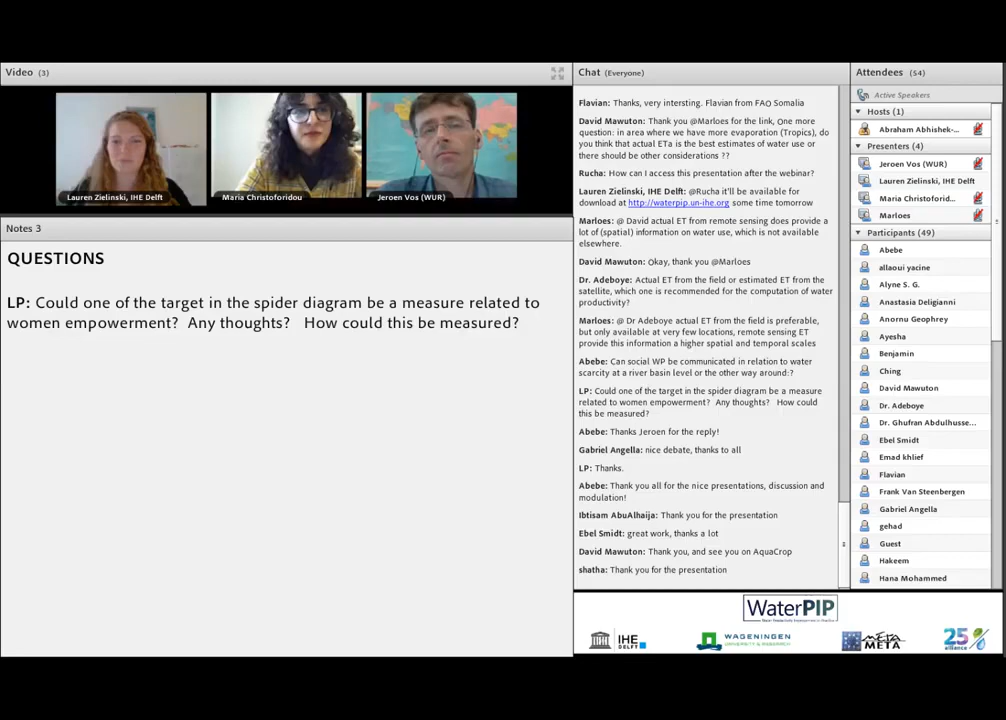 Video (3)
Lauren Zielinski, IHE Delft
Maria Christoforidou
Jeroen Vos (WUR)
Notes 3
QUESTIONS
LP: Could one of the target in the spider diagram be a measure related to
women empowerment? Any thoughts? How could this be measured?
Chat (Everyone)
Flavian: Thanks, very intersting. Flavian from FAO Somalia
David Mawuton: Thank you @Marloes for the link, One more
question: in area where we have more evaporation (Tropics), do
you think that actual ETa is the best estimates of water use or
there should be other considerations ??
Rucha: How can I access this presentation after the webinar?
Lauren Zielinski, IHE Delft: @Rucha it'll be available for
download at http://waterpip.un-ihe.org some time tomorrow
Marloes: @ David actual ET from remote sensing does provide a
lot of (spatial) information on water use, which is not available
elsewhere.
David Mawuton: Okay, thank you @Marloes
Dr. Adeboye: Actual ET from the field or estimated ET from the
satellite, which one is recommended for the computation of water
productivity?
Marloes: @ Dr Adeboye actual ET from the field is preferable,
but only available at very few locations, remote sensing ET
provide this information a higher spatial and temporal scales
Abebe: Can social WP be communicated in relation to water
scarcity at a river basin level or the other way around:?
LP: Could one of the target in the spider diagram be a measure
related to women empowerment? Any thoughts? How could
this be measured?
Abebe: Thanks Jeroen for the reply!
Gabriel Angella: nice debate, thanks to all
LP: Thanks.
Abebe: Thank you all for the nice presentations, discussion and
modulation!
Ibtisam AbuAlhaija: Thank you for the presentation
Ebel Smidt: great work, thanks a lot
David Mawuton: Thank you, and see you on AquaCrop
shatha: Thank you for the presentation
Attendees (54)
Active Speakers
Hosts (1)
Abraham Abhishek-...
Presenters (4)
Jeroen Vos (WUR)
Lauren Zielinski, IHE Delft
Maria Christoforid...
Marloes
Participants (49)
Abebe
allaoui yacine
Alyne S. G.
Anastasia Deligianni
Anornu Geophrey
Ayesha
Benjamin
Ching
David Mawuton
Dr. Adeboye
Dr. Ghufran Abdulhusse...
Ebel Smidt
Emad khlief
Flavian
Frank Van Steenbergen
Gabriel Angella
gehad
Guest
Hakeem
Hana Mohammed
WaterPIP
IHE
DELFT
WAGENINGEN
META
META
25
alliance